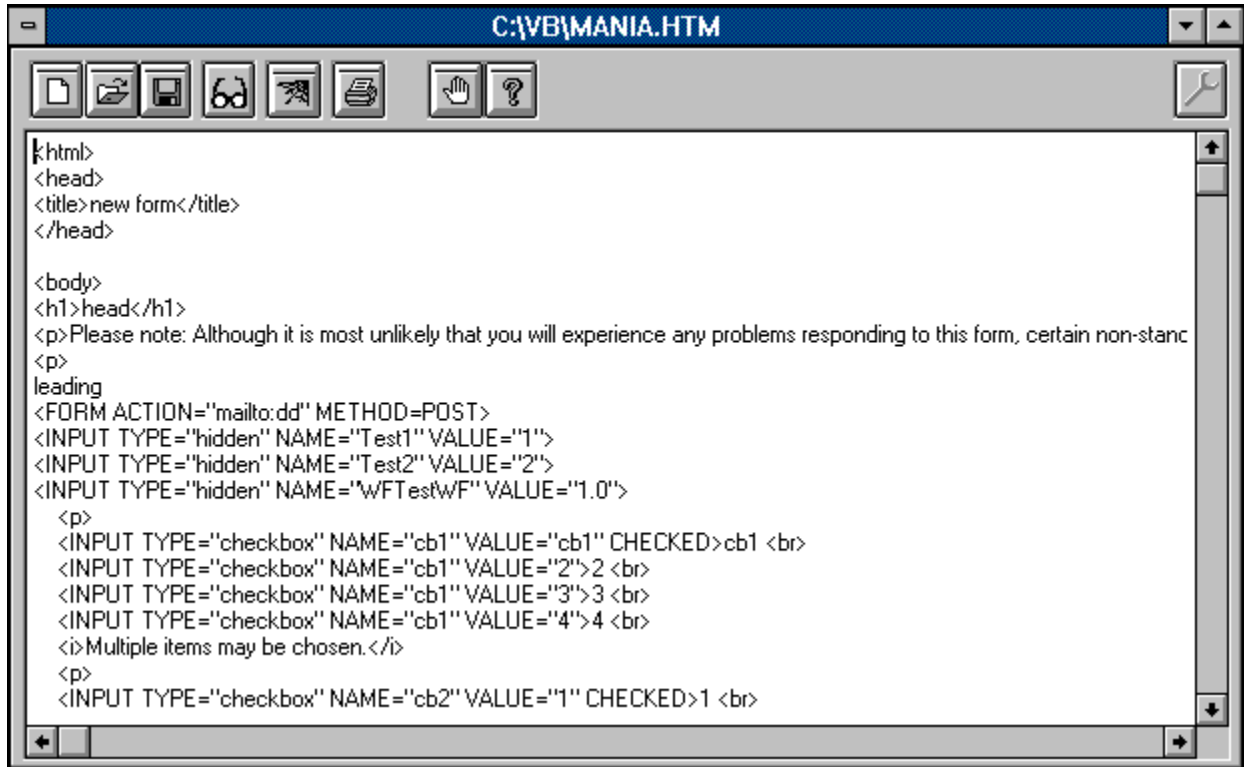 C:\VB\MANIA.HTM
<html>
<head>
<title>new form</title>
</head>
<body>
<h1>head</h1>
<p>Please note: Although it is most unlikely that you will experience any problems responding to this form, certain non-stanc
<p>
leading
<FORM ACTION="mailto:dd" METHOD=POST>
<INPUT TYPE="hidden" NAME="Test1" VALUE="1">
<INPUT TYPE="hidden" NAME="Test2" VALUE="2">
<INPUT TYPE="hidden" NAME="WFTestWF" VALUE="1.0">
<p>
<INPUT TYPE="checkbox" NAME="cb1" VALUE="cb1" CHECKED>cb1 <br>
<INPUT TYPE="checkbox" NAME="cb1" VALUE="2">2 <br>
<INPUT TYPE="checkbox" NAME="cb1" VALUE="3">3 <br>
<INPUT TYPE="checkbox" NAME="cb1" VALUE="4">4 <br>
<i>Multiple items may be chosen.</i>
<p>
<INPUT TYPE="checkbox" NAME="cb2" VALUE="1" CHECKED>1 <br>